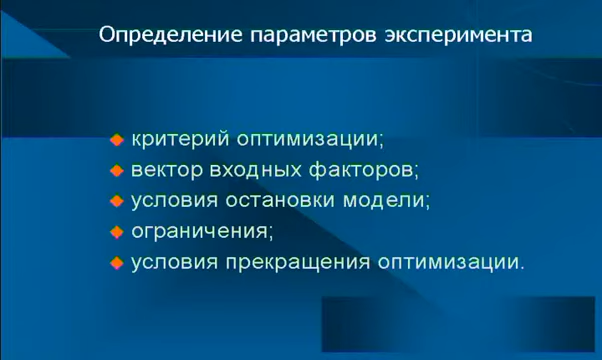 Определение параметров эксперимента
критерий оптимизации;
вектор входных факторов;
условия остановки модели;
ограничения;
условия прекращения оптимизации.